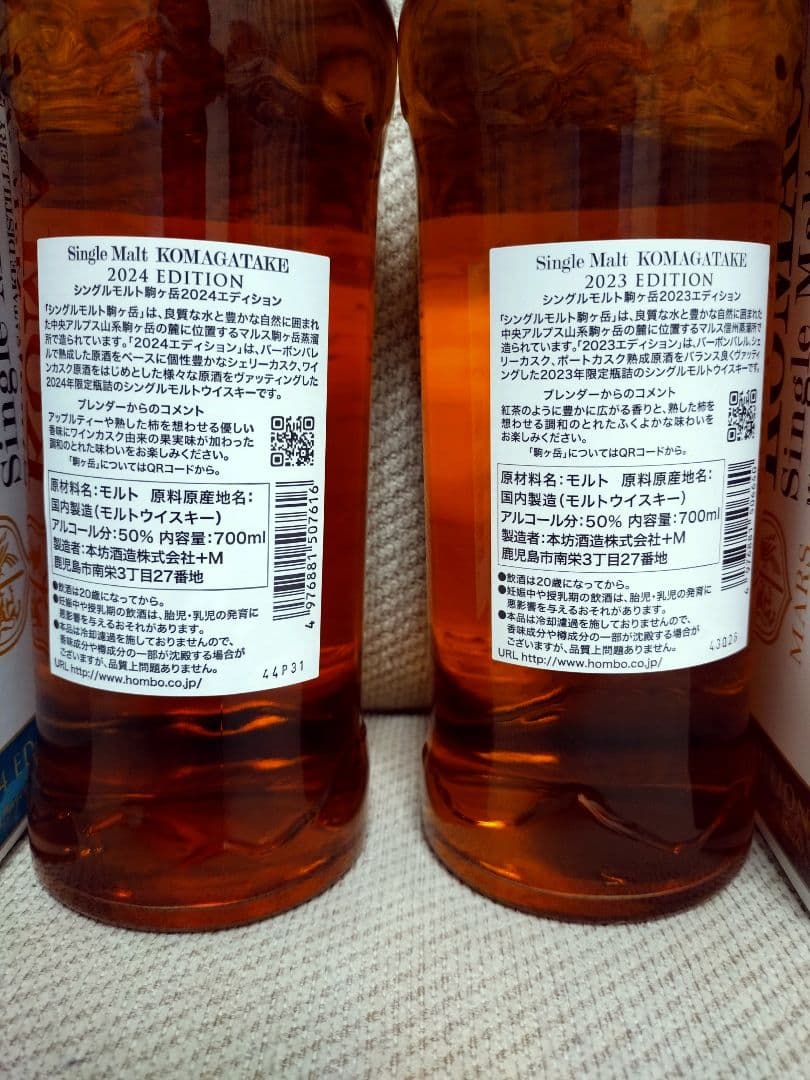 Single Malt KOMAGATAKE
2024 EDITION
シングルモルト駒ヶ岳2024エディション
「シングルモルト駒ヶ岳」は、良質な水と豊かな自然に囲まれ
た中央アルプス山系駒ヶ岳の麓に位置するマルス駒ヶ岳蒸溜
所で造られています。「2024エディション」は、バーボンバレ
ルで熟成した原酒をベースに個性豊かなシェリーカスク、ワイ
ンカスク原酒をはじめとした様々な原酒をヴァッティングした
2024年限定瓶詰のシングルモルトウイスキーです。
ブレンダーからのコメント
アップルティーや熟した柿を想わせる優しい
香味にワインカスク由来の果実味が加わった
調和のとれた味わいをお楽しみください。
「駒ヶ岳」についてはQRコードから。
原材料名：モルト 原料原産地名：
国内製造（モルトウイスキー）
アルコール分：50% 内容量：700ml
製造者：本坊酒造株式会社+M
鹿児島市南栄3丁目27番地
●飲酒は20歳になってから。
●妊娠中や授乳期の飲酒は、胎児・乳児の発育に
悪影響を与えるおそれがあります。
●本品は冷却濾過を施しておりませんので、
香味成分や樽成分の一部が沈殿する場合が
ございますが、品質上問題ありません。
URL http://www.hombo.co.jp/
44P31
4 976881 507616
Single Malt KOMAGATAKE
2023 EDITION
シングルモルト駒ヶ岳2023エディション
「シングルモルト駒ヶ岳」は、良質な水と豊かな自然に囲まれた
中央アルプス山系駒ヶ岳の麓に位置するマルス信州蒸溜所で
造られています。「2023エディション」は、バーボンバレル、シェ
リーカスク、ポートカスク熟成原酒をバランス良くヴァッティ
ングした2023年限定瓶詰のシングルモルトウイスキーです。
ブレンダーからのコメント
紅茶のように豊かに広がる香りと、熟した柿を
想わせる調和のとれたふくよかな味わいを
お楽しみください。
「駒ヶ岳」についてはQRコードから。
原材料名：モルト 原料原産地名：
国内製造（モルトウイスキー）
アルコール分：50% 内容量：700ml
製造者：本坊酒造株式会社+M
鹿児島市南栄3丁目27番地
●飲酒は20歳になってから。
●妊娠中や授乳期の飲酒は、胎児・乳児の発育に
悪影響を与えるおそれがあります。
●本品は冷却濾過を施しておりませんので、
香味成分や樽成分の一部が沈殿する場合が
ございますが、品質上問題ありません。
URL http://www.hombo.co.jp/
43Q26
4 976881
Single